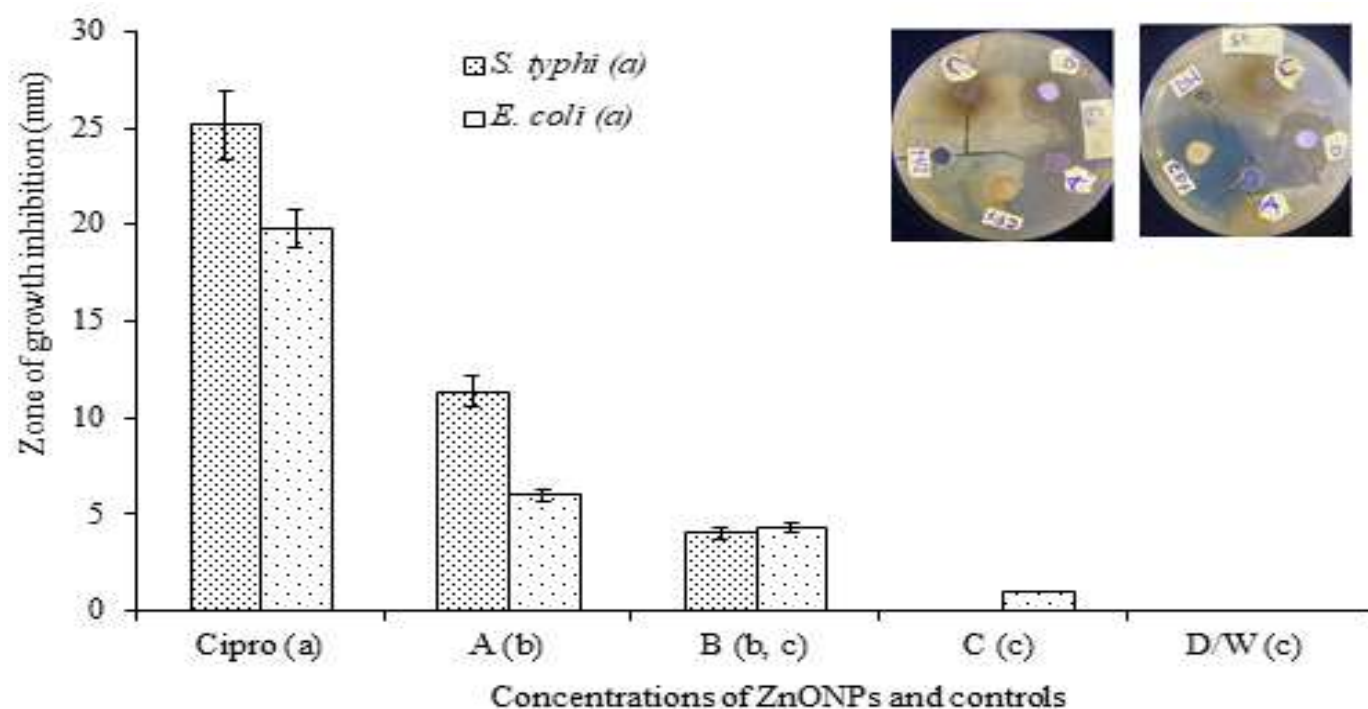 30
25
20
15
10
5
0
Zone of growth inhibition (mm)
S. typhi (a)
E. coli (a)
C
D
A
C
D
A
Cipro (a)
A (b)
B (b, c)
C (c)
D/W (c)
Concentrations of ZnONPs and controls